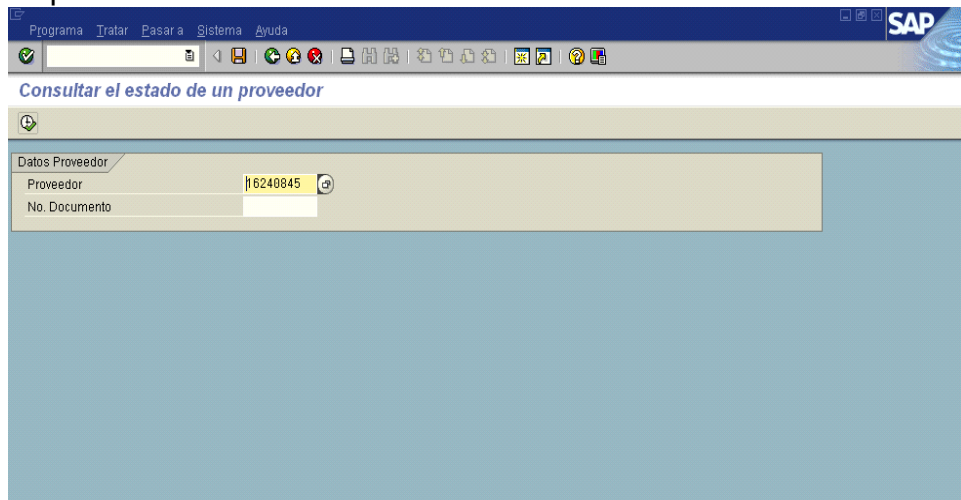 Programa Tratar Pasar a Sistema Ayuda
SAP
Consultar el estado de un proveedor
Datos Proveedor
Proveedor 16240845
No. Documento